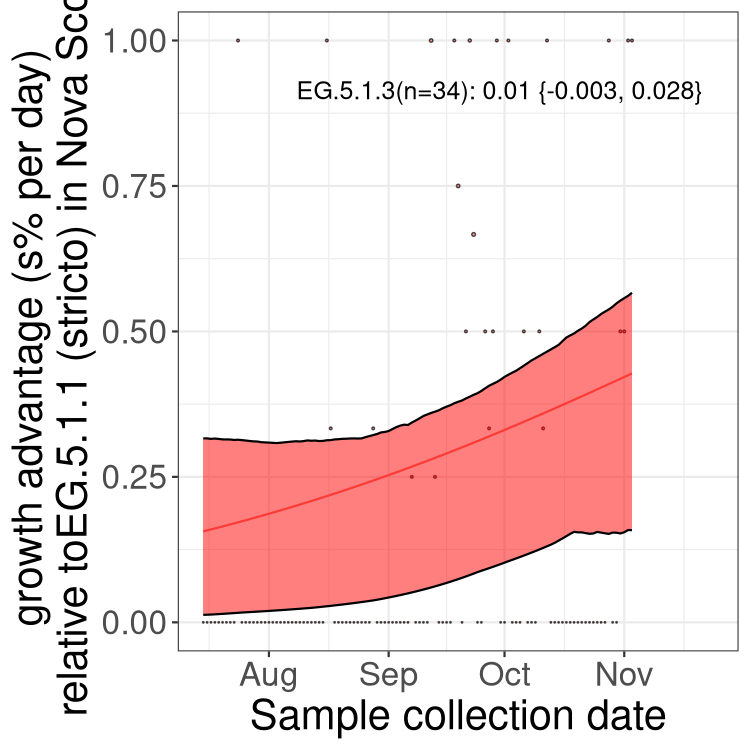 growth advantage (s% per day)
relative toEG.5.1.1 (stricto) in Nova Sco
1.00
0.75
0.50
0.25
0.00
EG.5.1.3(n=34): 0.01 {-0.003, 0.028}
Aug Sep Oct Nov
Sample collection date